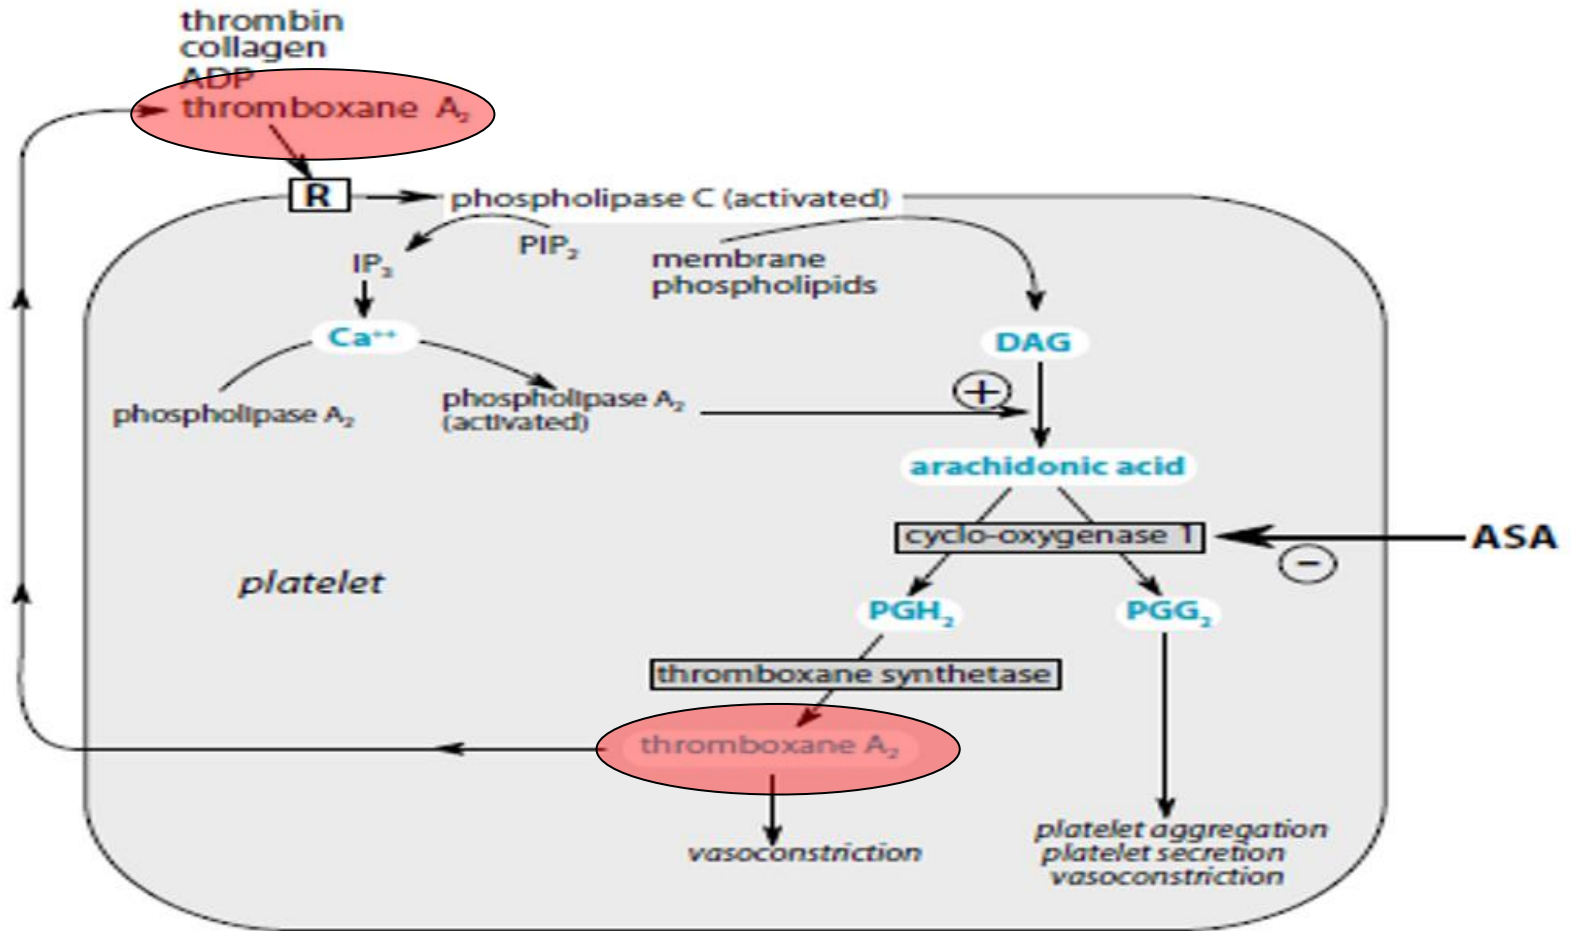 thrombin
collagen
ADP
thromboxane A₂
R
phospholipase C (activated)
PIP₂
IP₃
membrane
phospholipids
Ca⁺⁺
DAG
+
phospholipase A₂
phospholipase A₂
(activated)
arachidonic acid
cyclo-oxygenase 1
ASA
−
platelet
PGH₂
PGG₂
thromboxane synthetase
thromboxane A₂
vasoconstriction
platelet aggregation
platelet secretion
vasoconstriction